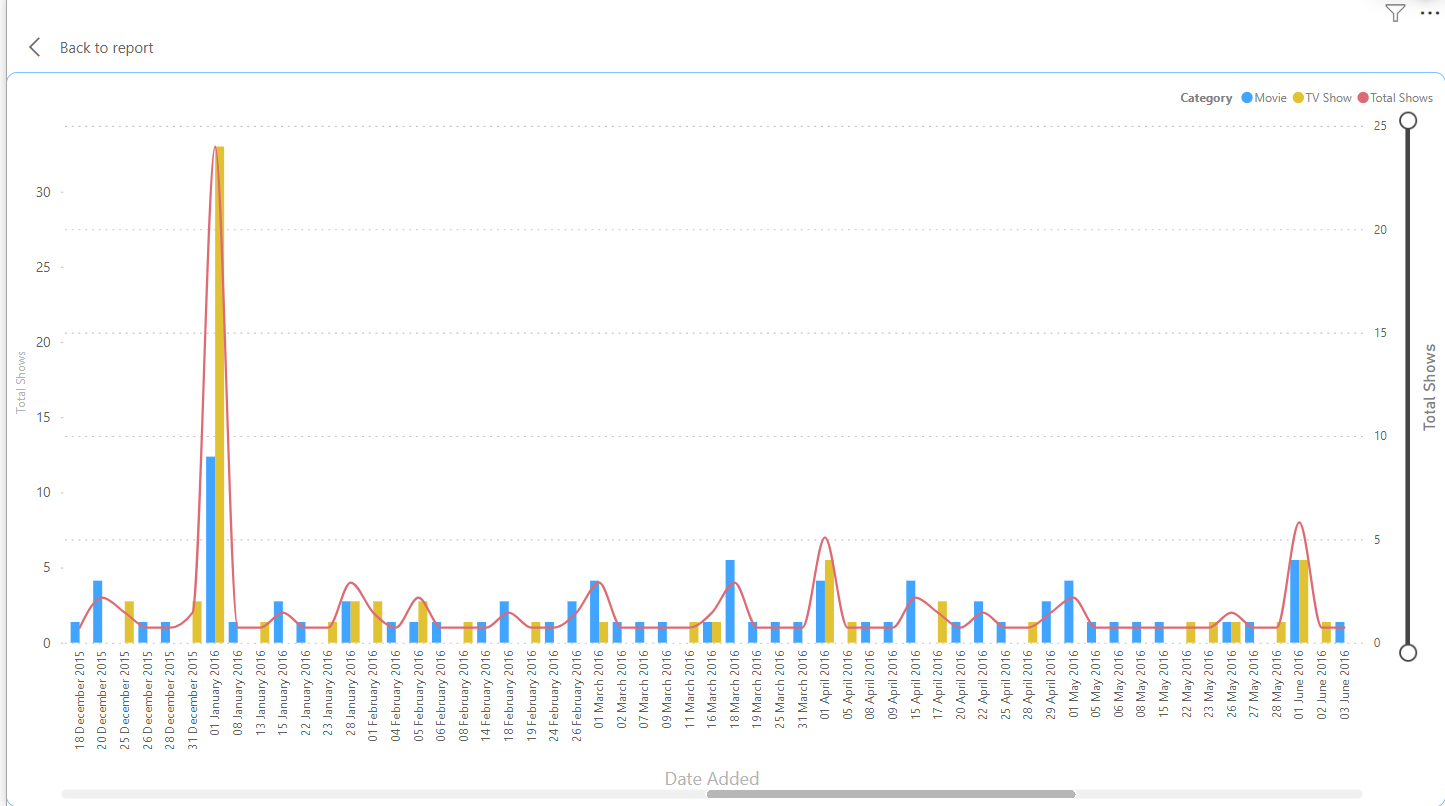 Back to report
Category Movie TV Show Total Shows
25
30
20
25
15
20
Total Shows
Total Shows
15
10
10
5
5
0
0
18 December 2015
20 December 2015
25 December 2015
26 December 2015
28 December 2015
31 December 2015
01 January 2016
08 January 2016
13 January 2016
15 January 2016
22 January 2016
23 January 2016
28 January 2016
01 February 2016
04 February 2016
05 February 2016
06 February 2016
08 February 2016
14 February 2016
18 February 2016
19 February 2016
24 February 2016
26 February 2016
01 March 2016
02 March 2016
07 March 2016
09 March 2016
11 March 2016
16 March 2016
18 March 2016
19 March 2016
25 March 2016
31 March 2016
01 April 2016
05 April 2016
08 April 2016
09 April 2016
15 April 2016
17 April 2016
20 April 2016
22 April 2016
25 April 2016
28 April 2016
29 April 2016
01 May 2016
05 May 2016
06 May 2016
08 May 2016
15 May 2016
22 May 2016
23 May 2016
26 May 2016
27 May 2016
28 May 2016
01 June 2016
02 June 2016
03 June 2016
Date Added